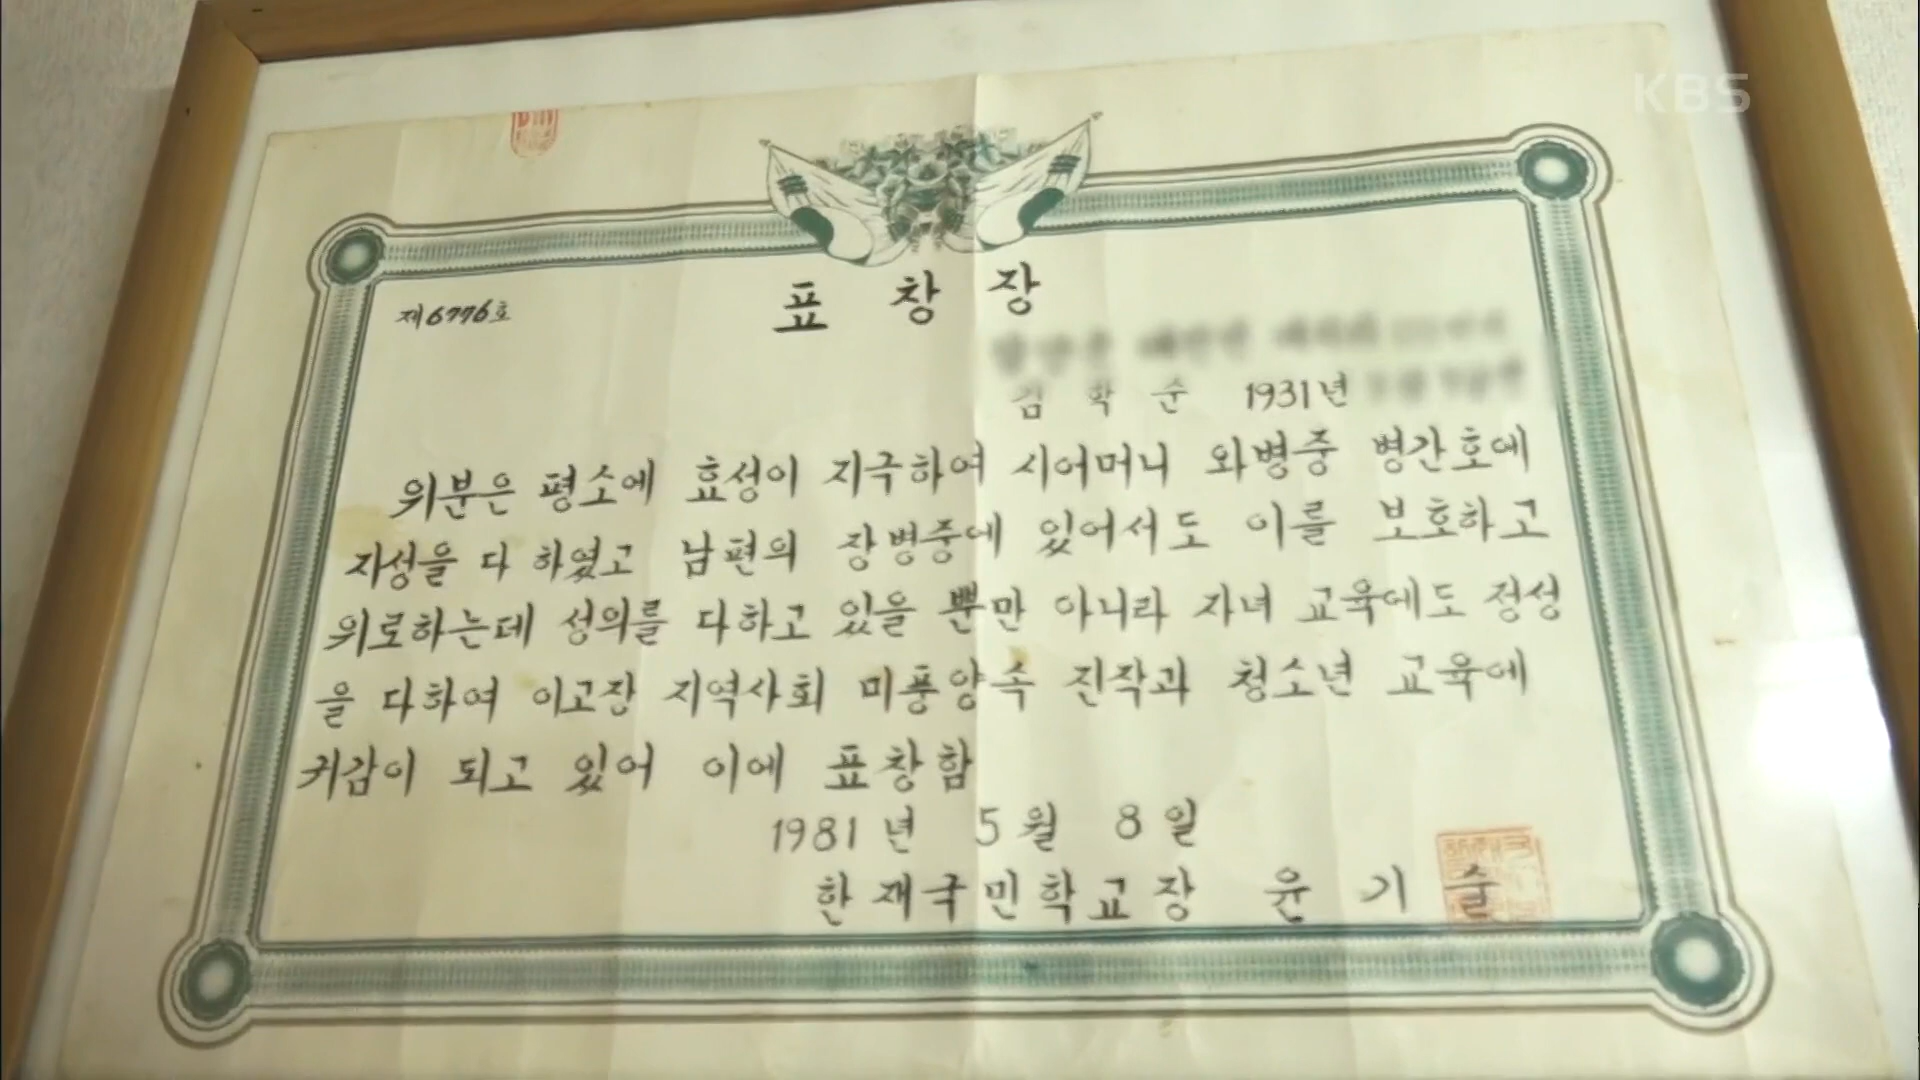 KBS
표 창 장
제6776호
김 학 순 1931년
위분은 평소에 효성이 지극하여 시어머니 와병중 병간호에
자성을 다 하였고 남편의 장병중에 있어서도 이를 보호하고
위로하는데 성의를 다하고 있을 뿐만 아니라 자녀 교육에도 정성
을 다하여 이고장 지역사회 미풍양속 진작과 청소년 교육에
귀감이 되고 있어 이에 표창함
1981년 5월 8일
한재국민학교장 윤 기 술